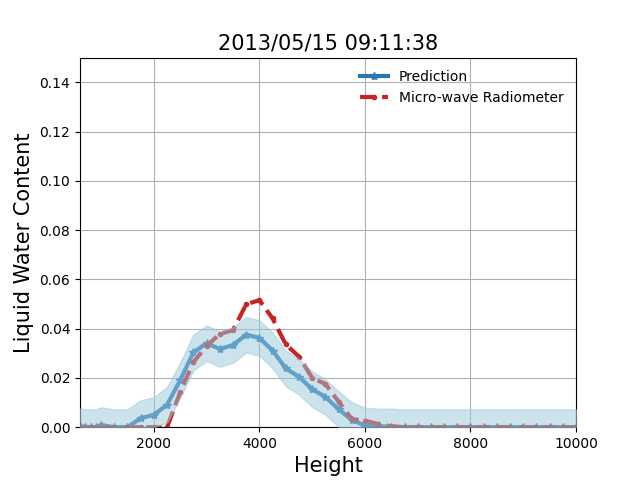 2013/05/15 09:11:38
Prediction
Micro-wave Radiometer
Liquid Water Content
0.14
0.12
0.10
0.08
0.06
0.04
0.02
0.00
2000 4000 6000 8000 10000
Height